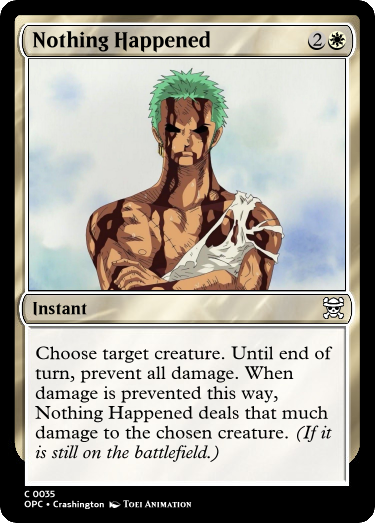 Nothing Happened 2
Instant
Choose target creature. Until end of
turn, prevent all damage. When
damage is prevented this way,
Nothing Happened deals that much
damage to the chosen creature. (If it
is still on the battlefield.)
C 0035
OPC • Crashington TOEI ANIMATION